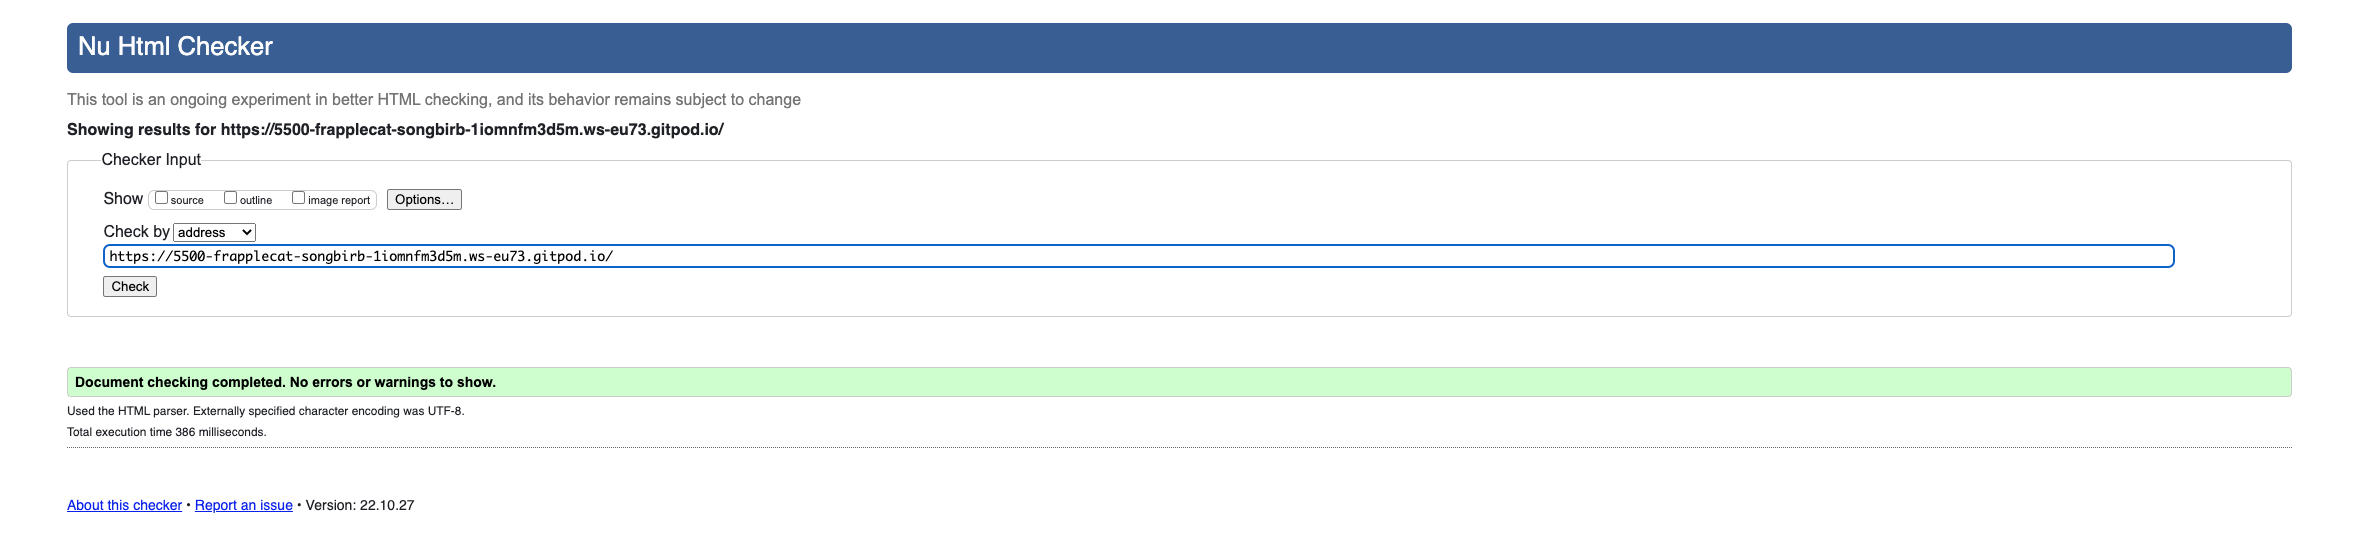 Nu Html Checker
This tool is an ongoing experiment in better HTML checking, and its behavior remains subject to change
Showing results for https://5500-frapplecat-songbirb-1iomnfm3d5m.ws-eu73.gitpod.io/
Checker Input
Show source outline image report Options...
Check by address
https://5500-frapplecat-songbirb-1iomnfm3d5m.ws-eu73.gitpod.io/
Check
Document checking completed. No errors or warnings to show.
Used the HTML parser. Externally specified character encoding was UTF-8.
Total execution time 386 milliseconds.
About this checker • Report an issue • Version: 22.10.27